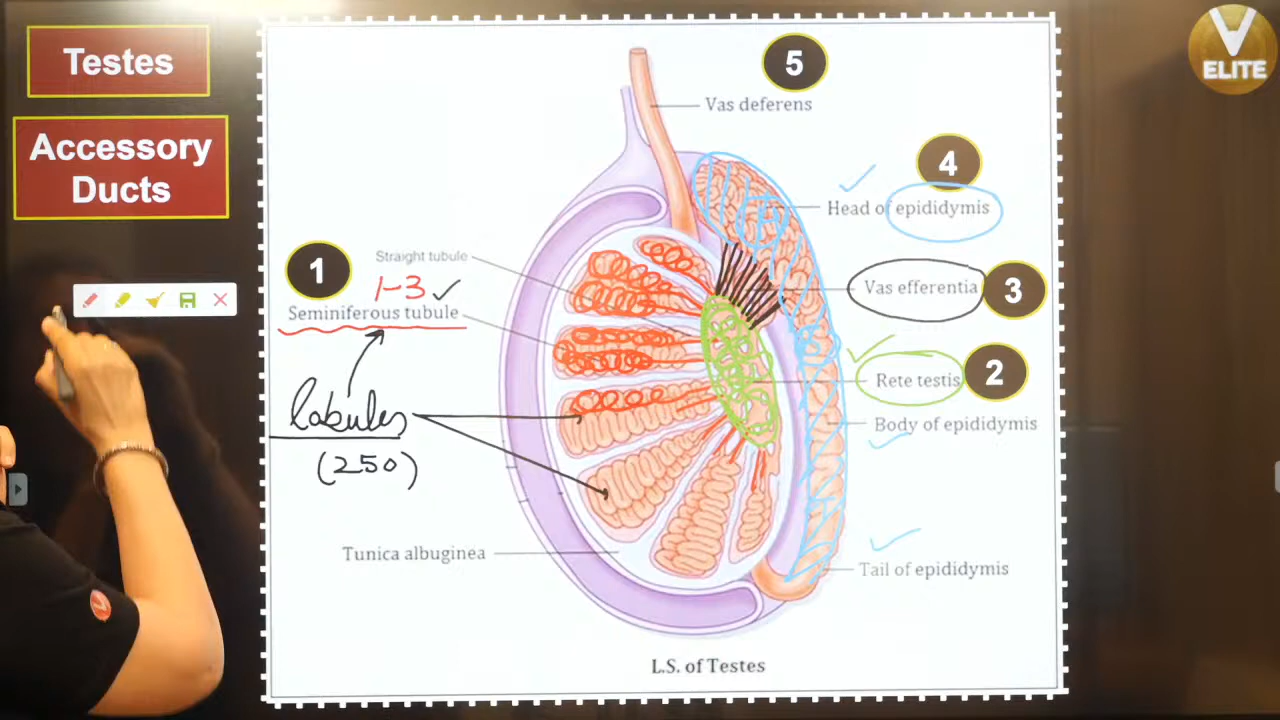 Testes
Accessory
Ducts
V
ELITE
5
Vas deferens
4
Head of epididymis
1
Straight tubule
1-3
Seminiferous tubule
Vas efferentia
3
Rete testis
2
lobules
(250)
Body of epididymis
Tunica albuginea
Tail of epididymis
L.S. of Testes